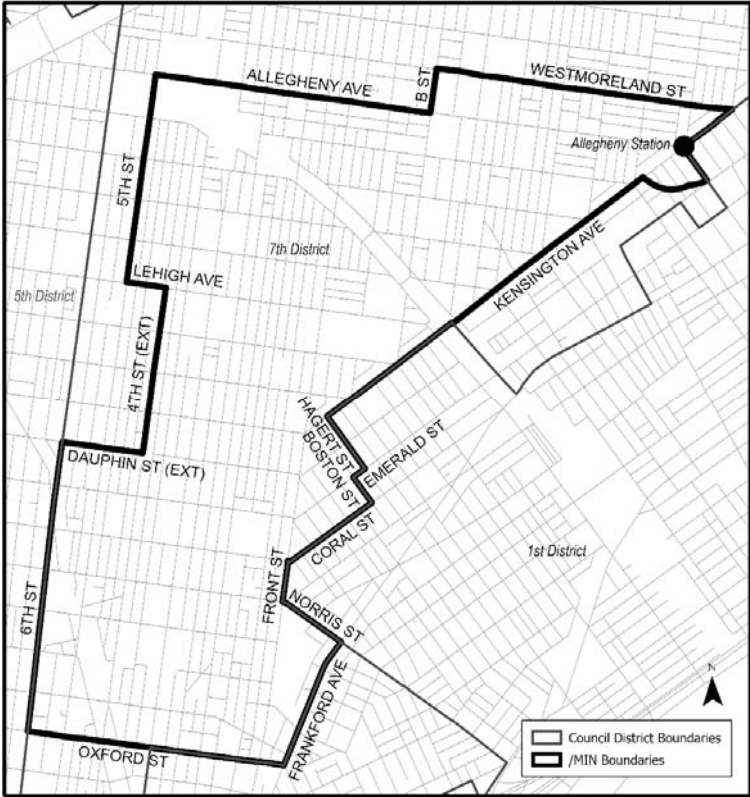 WESTMORELAND ST
ALLEGHENY AVE
B ST
Allegheny Station
5TH ST
7th District
KENSINGTON AVE
LEHIGH AVE
5th District
4TH ST (EXT)
HAGERT ST
BOSTON ST
EMERALD ST
DAUPHIN ST (EXT)
CORAL ST
1st District
FRONT ST
NORRIS ST
6TH ST
FRANKFORD AVE
OXFORD ST
N
Council District Boundaries
/MIN Boundaries